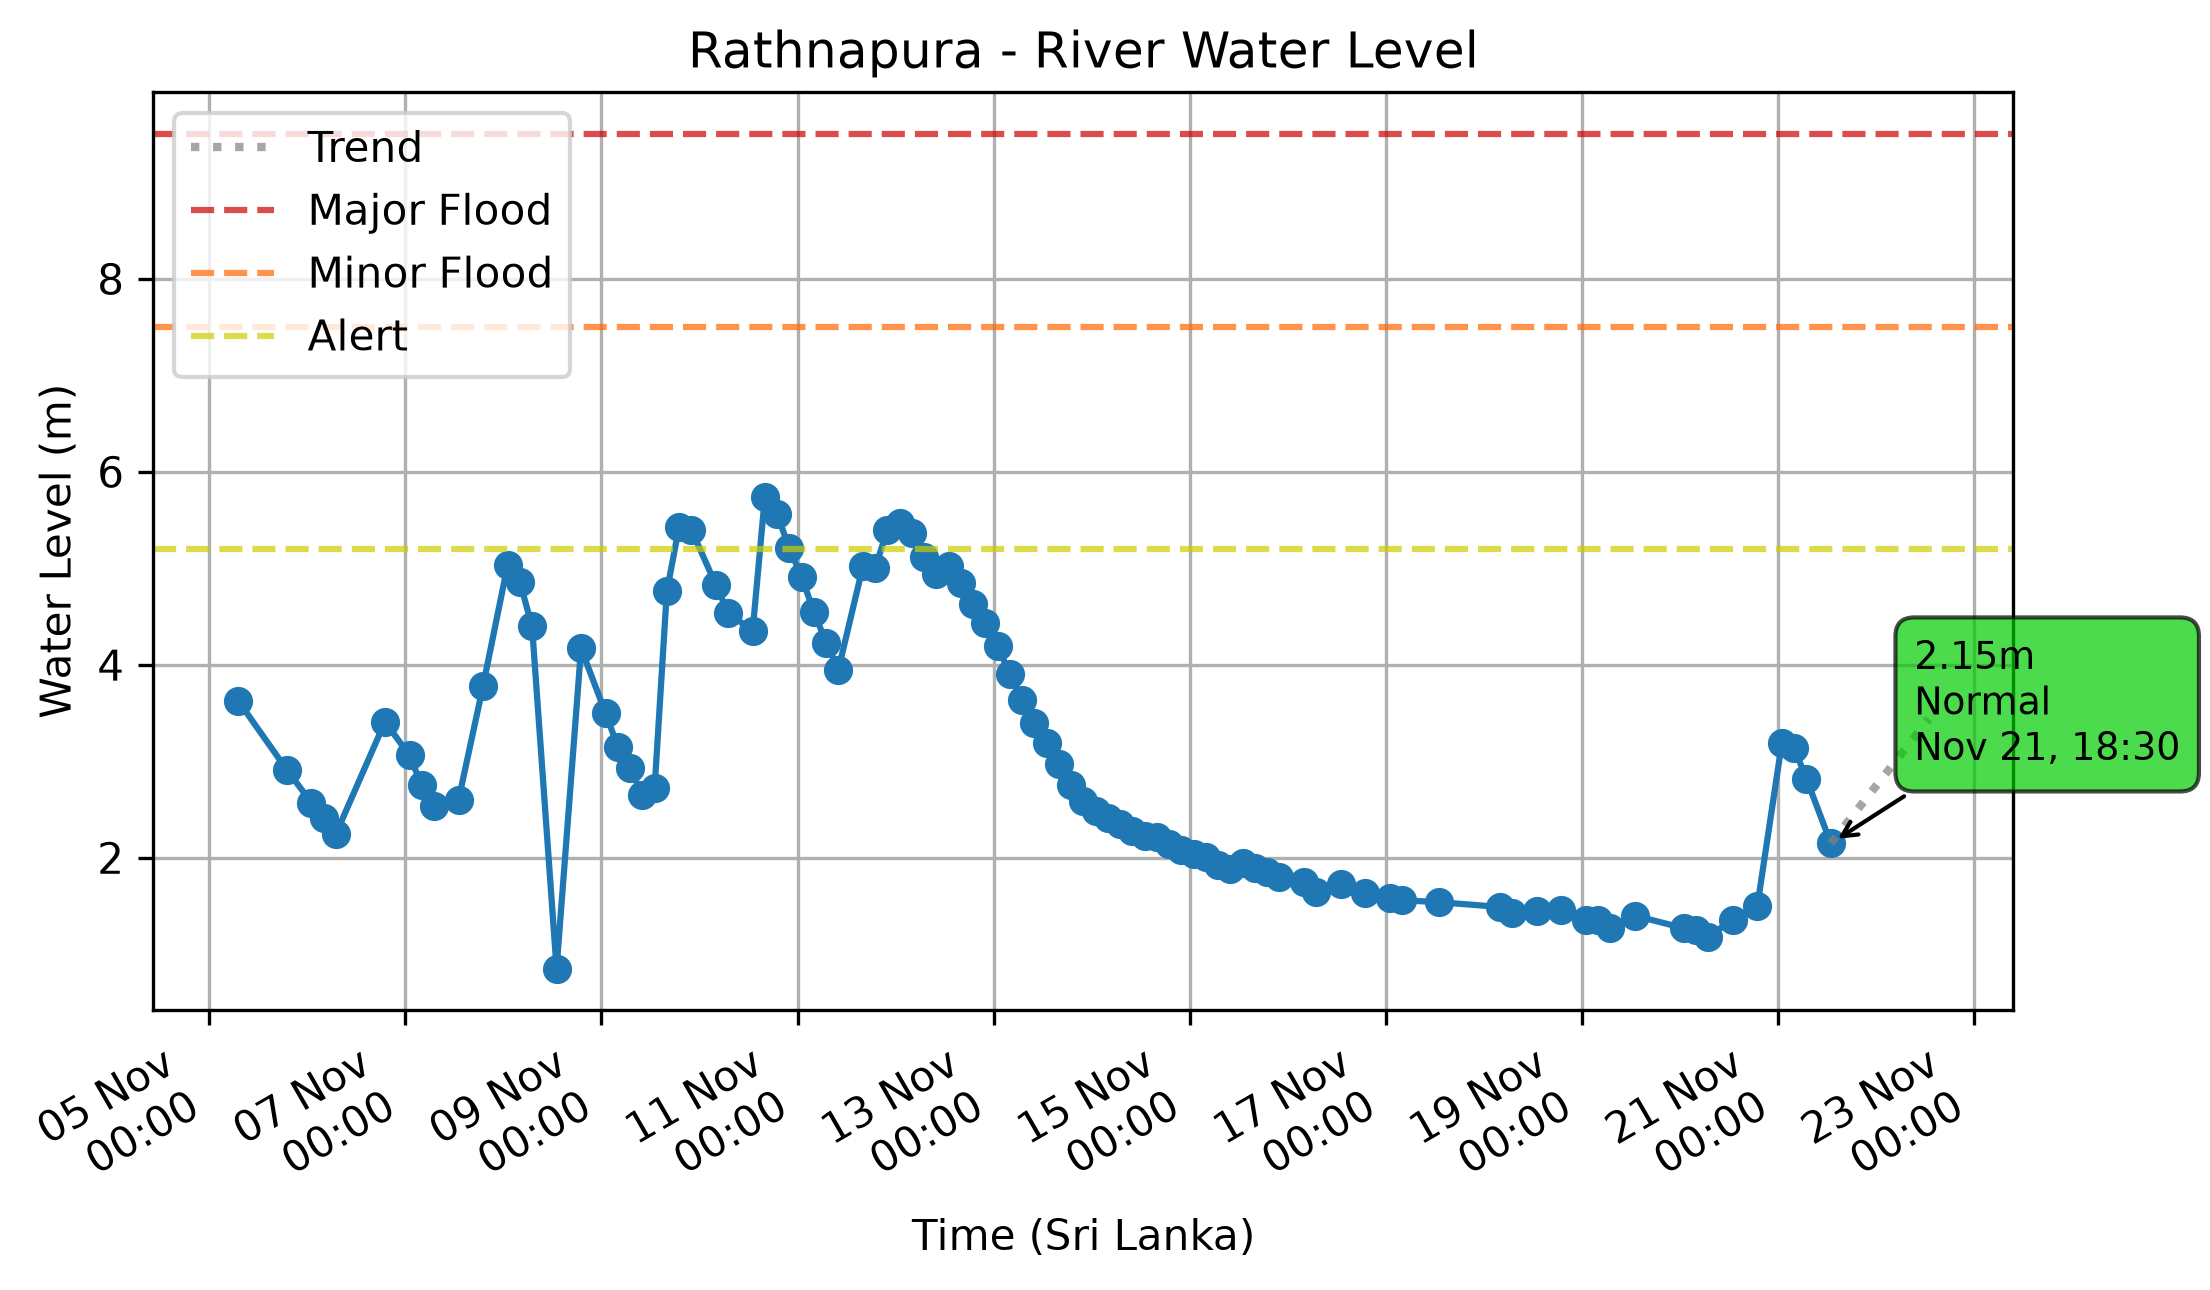 Rathnapura - River Water Level
Trend
Major Flood
Minor Flood
Alert
8
6
4
2
Water Level (m)
2.15m
Normal
Nov 21, 18:30
05 Nov
00:00
07 Nov
00:00
09 Nov
00:00
11 Nov
00:00
13 Nov
00:00
15 Nov
00:00
17 Nov
00:00
19 Nov
00:00
21 Nov
00:00
23 Nov
00:00
Time (Sri Lanka)